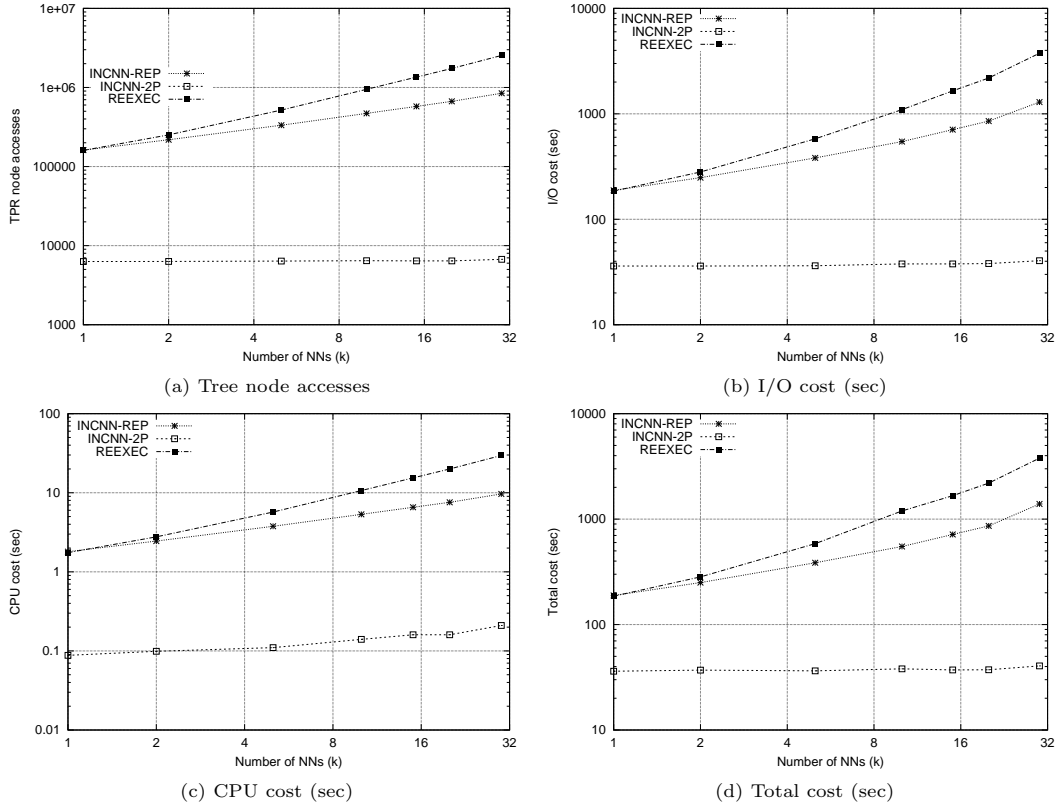 1e+07
1e+06
100000
10000
1000
TPR node accesses
INCNN-REP
INCNN-2P
REEXEC
1 2 4 8 16 32
Number of NNs (k)
(a) Tree node accesses
10000
1000
100
10
I/O cost (sec)
INCNN-REP
INCNN-2P
REEXEC
1 2 4 8 16 32
Number of NNs (k)
(b) I/O cost (sec)
100
10
1
0.1
0.01
CPU cost (sec)
INCNN-REP
INCNN-2P
REEXEC
1 2 4 8 16 32
Number of NNs (k)
(c) CPU cost (sec)
10000
1000
100
10
Total cost (sec)
INCNN-REP
INCNN-2P
REEXEC
1 2 4 8 16 32
Number of NNs (k)
(d) Total cost (sec)